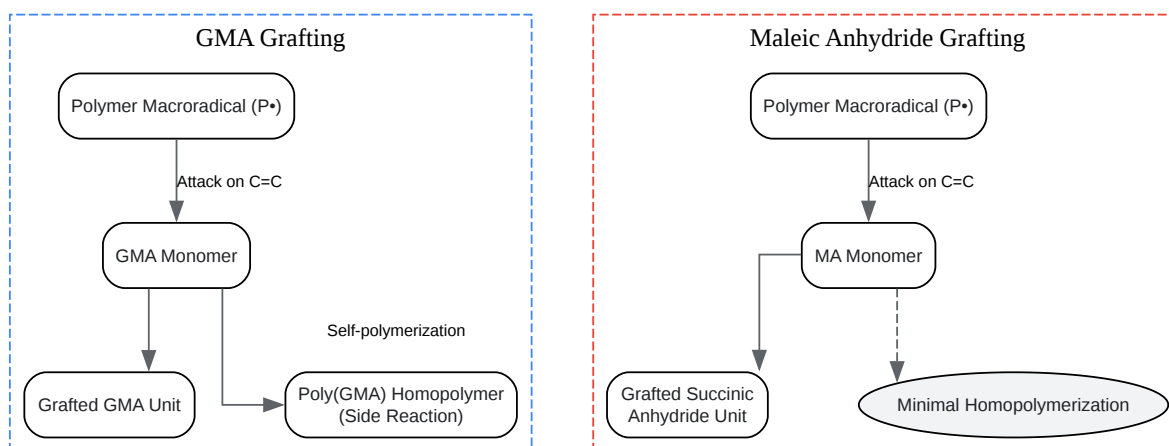 GMA Grafting
Polymer Macroradical (P•)
Attack on C=C
GMA Monomer
Self-polymerization
Grafted GMA Unit
Poly(GMA) Homopolymer
(Side Reaction)
Maleic Anhydride Grafting
Polymer Macroradical (P•)
Attack on C=C
MA Monomer
Grafted Succinic
Anhydride Unit
Minimal Homopolymerization